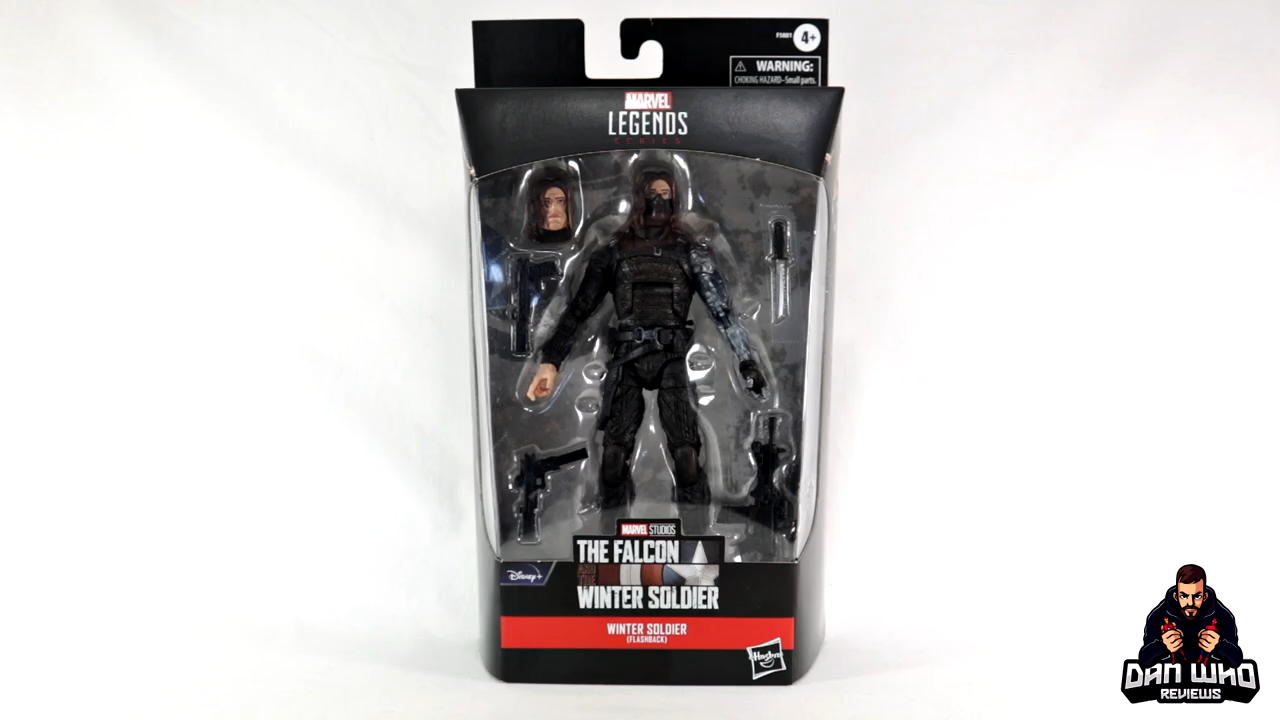 4+
WARNING:
CHOKING HAZARD–Small parts.
MARVEL
LEGENDS
SERIES
MARVEL STUDIOS
THE FALCON
AND THE
WINTER SOLDIER
Disney+
WINTER SOLDIER
(FLASHBACK)
Hasbro
DAN WHO
REVIEWS